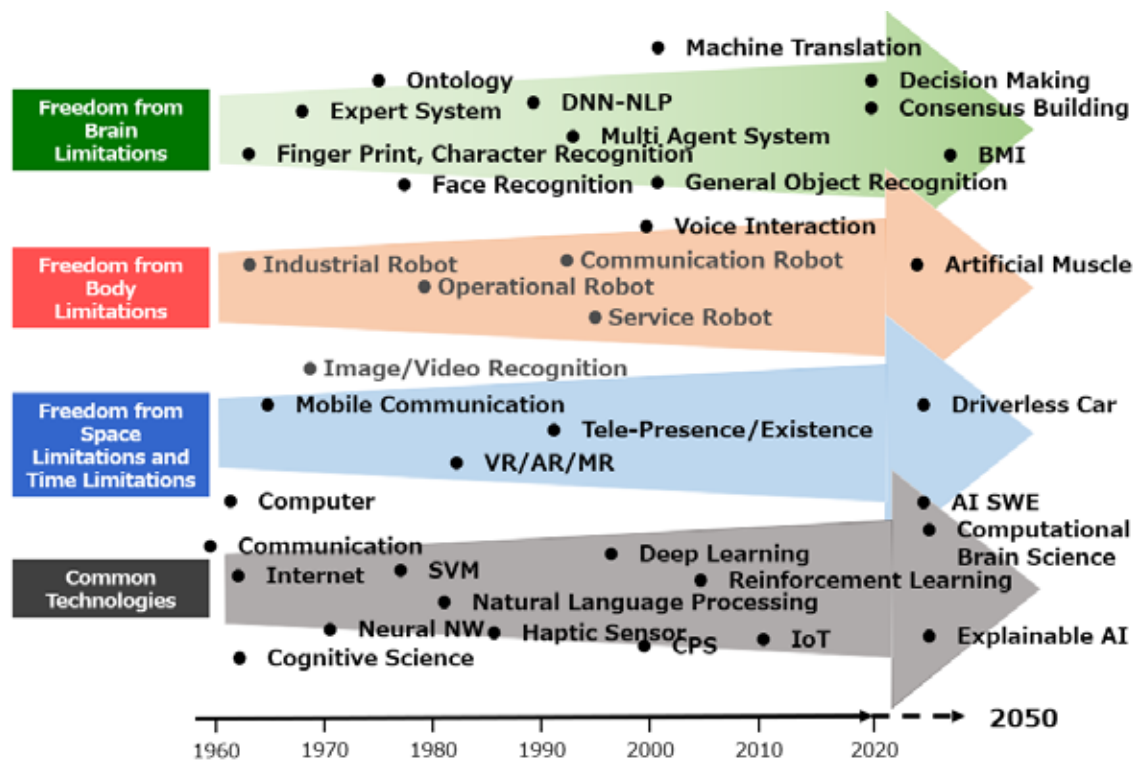 Machine Translation
Ontology
Decision Making
Freedom from
Brain
Limitations
Expert System
DNN-NLP
Consensus Building
Multi Agent System
Finger Print, Character Recognition
BMI
Face Recognition
General Object Recognition
Voice Interaction
Freedom from
Body
Limitations
Industrial Robot
Communication Robot
Artificial Muscle
Operational Robot
Service Robot
Image/Video Recognition
Freedom from
Space
Limitations and
Time Limitations
Mobile Communication
Driverless Car
Tele-Presence/Existence
VR/AR/MR
Computer
AI SWE
Communication
Computational
Brain Science
Common
Technologies
Deep Learning
Internet
SVM
Reinforcement Learning
Natural Language Processing
Neural NW
Haptic Sensor
CPS
IoT
Explainable AI
Cognitive Science
2050
1960 1970 1980 1990 2000 2010 2020